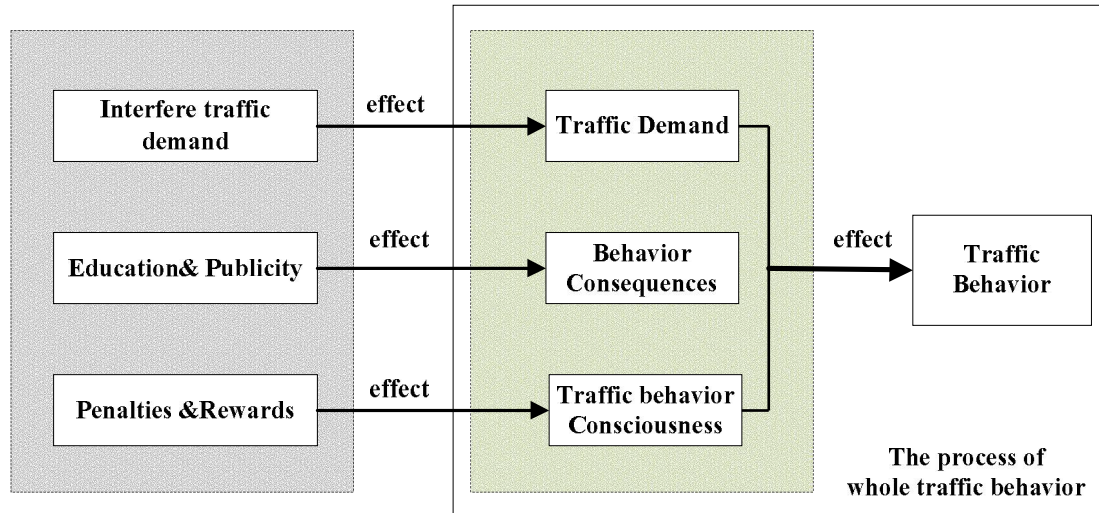 Interfere traffic
demand
effect
Traffic Demand
Education& Publicity
effect
Behavior
Consequences
effect
Traffic
Behavior
Penalties &Rewards
effect
Traffic behavior
Consciousness
The process of
whole traffic behavior